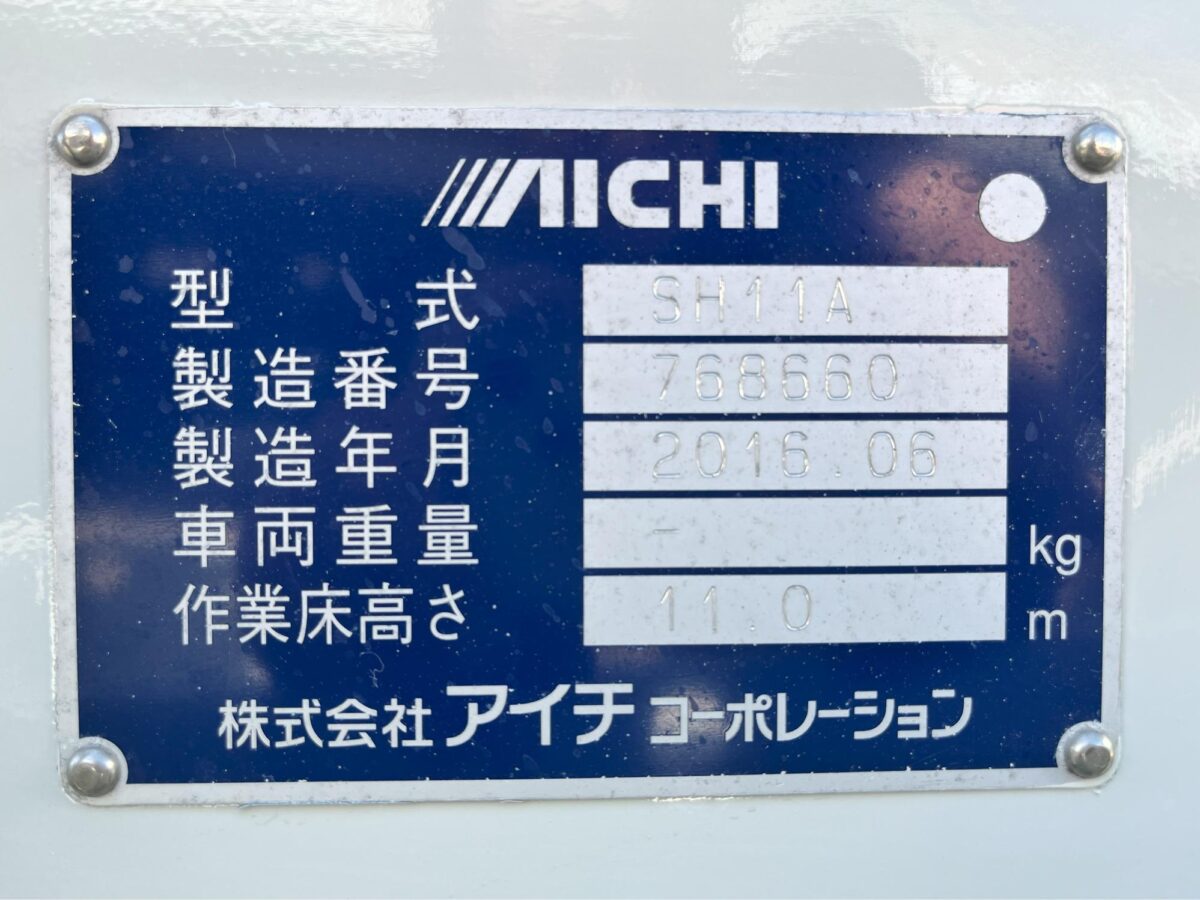 AICHI
型式 SH11A
製造番号 768660
製造年月 2016.06
車両重量 - kg
作業床高さ 11.0 m
株式会社アイチコーポレーション